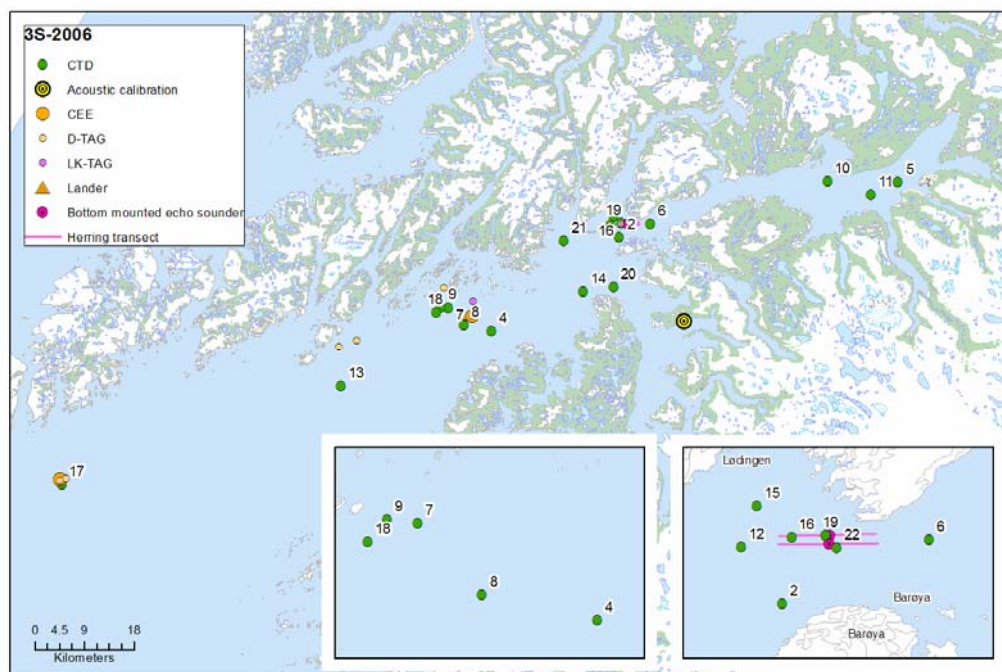 3S-2006
CTD
Acoustic calibration
CEE
D-TAG
LK-TAG
Lander
Bottom mounted echo sounder
Herring transect
10
5
11
19
6
21
16
2
14
20
9
18
8
7
4
13
17
0 4.5 9 18
Kilometers
9
7
18
8
4
Lødingen
15
16
19
12
22
6
2
Barøya
Barøya